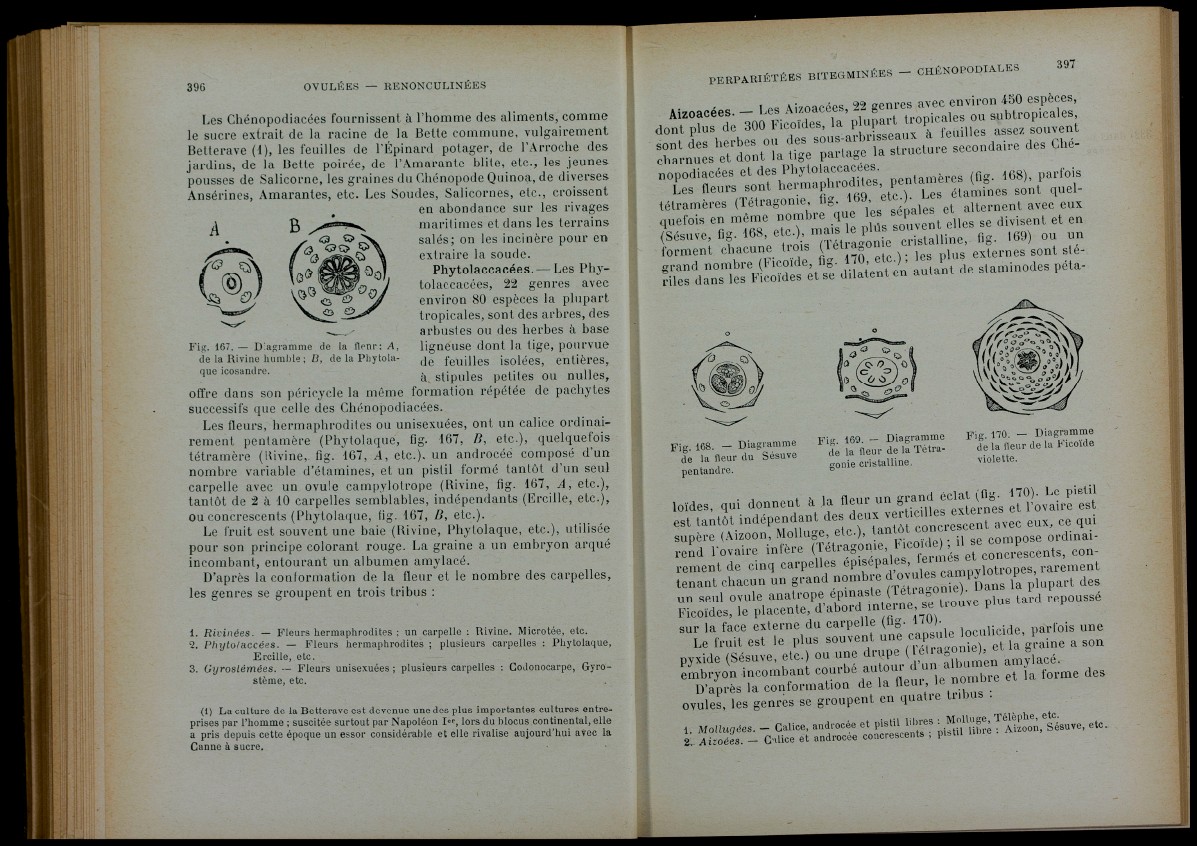 396 OVULÉES — RENONCULINÉES
Les Chénopodiacées fournissent à l'homme des aliments, comme
le sucre extrait de la racine de la Bette commune, vulgairement
Betterave (1), les feuilles de l'Épinard potager, de l'Arroche des
jardins, de la Bette poirée, de l'Amarante blite, etc., les jeunes
pousses de Salicorne, les graines du Chénopode Quinoa, de diverses
Ansérines, Amarantes, etc. Les Soudes, Salicornes, etc., croissent
en abondance sur les rivages
maritimes et dans les terrains
salés; on les incinère pour en
extraire la soude.
Phytolaccacées. — Les Phy-
tolaccacées, 22 genres avec
environ 80 espèces la plupart
tropicales, sont des arbres, des
arbustes ou des herbes à base
ligneuse dont la tige, pourvue
de feuilles isolées, entières,
à stipules petites ou nulles,
A
B
Fig. 167. — Diagramme de la fleur: A,
de la Rivine humble; B, de la Phytola-
que icosandre.
offre dans son péricycle la même formation répétée de pachytes
successifs que celle des Chénopodiacées.
Les fleurs, hermaphrodites ou unisexuées, ont un calice ordinai-
rement pentamère (Phytolaque, fig. 167, B, etc.), quelquefois
tétramère (Rivine, fig. 167, A, etc.), un androcée composé d'un
nombre variable d'étamines, et un pistil formé tantôt d'un seul
carpelle avec un ovule campylotrope (Rivine, fig. 167, A, etc.),
tantôt de 2 à 10 carpelles semblables, indépendants (Ercille, etc.),
ou concrescents (Phytolaque, fig. 167, B, etc.).
Le fruit est souvent une baie (Rivine, Phytolaque, etc.), utilisée
pour son principe colorant rouge. La graine a un embryon arqué
incombant, entourant un albumen amylacé.
D'après la conformation de la fleur et le nombre des carpelles,
les genres se groupent en trois tribus :
1. Rivinées. — Fleurs hermaphrodites ; un carpelle : Rivine, Microtée, etc.
2. Phytolaccées. — Fleurs hermaphrodites ; plusieurs carpelles : Phytolaque,
Ercille, etc.
3. Gyrostémées. — Fleurs unisexuées ; plusieurs carpelles : Codonocarpe, Gyro-
stème, etc.
(1) La culture de la Betterave est devenue une des plus importantes cultures entre-
prises par l'homme ; suscitée surtout par Napoléon Ier, lors du blocus continental, elle
a pris depuis cette époque un essor considérable et elle rivalise aujourd'hui avec la
Canne à sucre.
PERPARIÉTÉES BITEGMINÉES — CHÉNOPODIALES 397
Aizoacées. — Les Aizoacées, 22 genres avec environ 450 espèces,
dont plus de 300 Ficoïdes, la plupart tropicales ou subtropicales,
sont des herbes ou des sous-arbrisseaux à feuilles assez souvent
charnues et dont la tige partage la structure secondaire des Ché-
nopodiacées et des Phytolaccacées.
Les fleurs sont hermaphrodites, pentamères (fig. 168), parfois
tétramères (Tétragonie, fig. 169, etc.). Les étamines sont quel-
quefois en même nombre que les sépales et alternent avec eux
(Sésuve, fig. 168, etc.), mais le plus souvent elles se divisent et en
forment chacune trois (Tétragonie cristalline, fig. 169) ou un
grand nombre (Ficoïde, fig. 170, etc.); les plus externes sont sté-
riles dans les Ficoïdes et se dilatent en autant de staminodes péta-
Fig. 168. — Diagramme
de la fleur du Sésuve
pentandre.
Fig. 169. — Diagramme
de la fleur de la Tétra-
gonie cristalline.
Fig. 170. — Diagramme
de la fleur de la Ficoïde
violette.
loïdes, qui donnent à la fleur un grand éclat (fig. 170). Le pistil
est tantôt indépendant des deux verticilles externes et l'ovaire est
supère (Aizoon, Molluge, etc.), tantôt concrescent avec eux, ce qui
rend l'ovaire infère (Tétragonie, Ficoïde) ; il se compose ordinai-
rement de cinq carpelles épisépales, fermés et concrescents, con-
tenant chacun un grand nombre d'ovules campylotropes, rarement
un seul ovule anatrope épinaste (Tétragonie). Dans la plupart des
Ficoïdes, le placente, d'abord interne, se trouve plus tard repoussé
sur la face externe du carpelle (fig. 170).
Le fruit est le plus souvent une capsule loculicide, parfois une
pyxide (Sésuve, etc.) ou une drupe (Tétragonie), et la graine a son
embryon incombant courbé autour d'un albumen amylacé.
D'après la conformation de la fleur, le nombre et la forme des
ovules, les genres se groupent en quatre tribus :
1. Mollugées. — Calice, androcée et pistil libres : Molluge, Télèphe, etc.
2. Aizoées. — Calice et androcée concrescents ; pistil libre : Aizoon, Sésuve, etc.